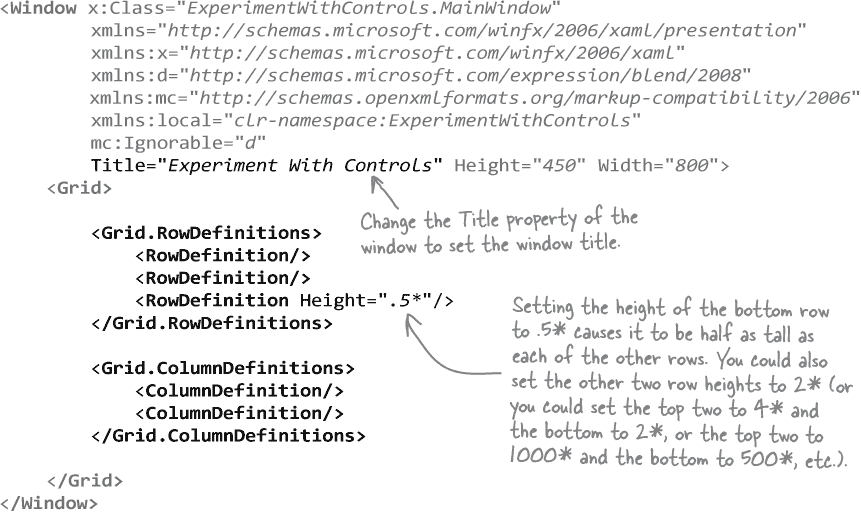 <Window x:Class="ExperimentWithControls.MainWindow"
        xmlns="http://schemas.microsoft.com/winfx/2006/xaml/presentation"
        xmlns:x="http://schemas.microsoft.com/winfx/2006/xaml"
        xmlns:d="http://schemas.microsoft.com/expression/blend/2008"
        xmlns:mc="http://schemas.openxmlformats.org/markup-compatibility/2006"
        xmlns:local="clr-namespace:ExperimentWithControls"
        mc:Ignorable="d"
        Title="Experiment With Controls" Height="450" Width="800">
    <Grid>
Change the Title property of the
window to set the window title.
        <Grid.RowDefinitions>
            <RowDefinition/>
            <RowDefinition/>
            <RowDefinition Height=".5*"/>
        </Grid.RowDefinitions>
Setting the height of the bottom row
to .5* causes it to be half as tall as
each of the other rows. You could also
set the other two row heights to 2* (or
you could set the top two to 4* and
the bottom to 2*, or the top two to
1000* and the bottom to 500*, etc.).
        <Grid.ColumnDefinitions>
            <ColumnDefinition/>
            <ColumnDefinition/>
        </Grid.ColumnDefinitions>
    </Grid>
</Window>